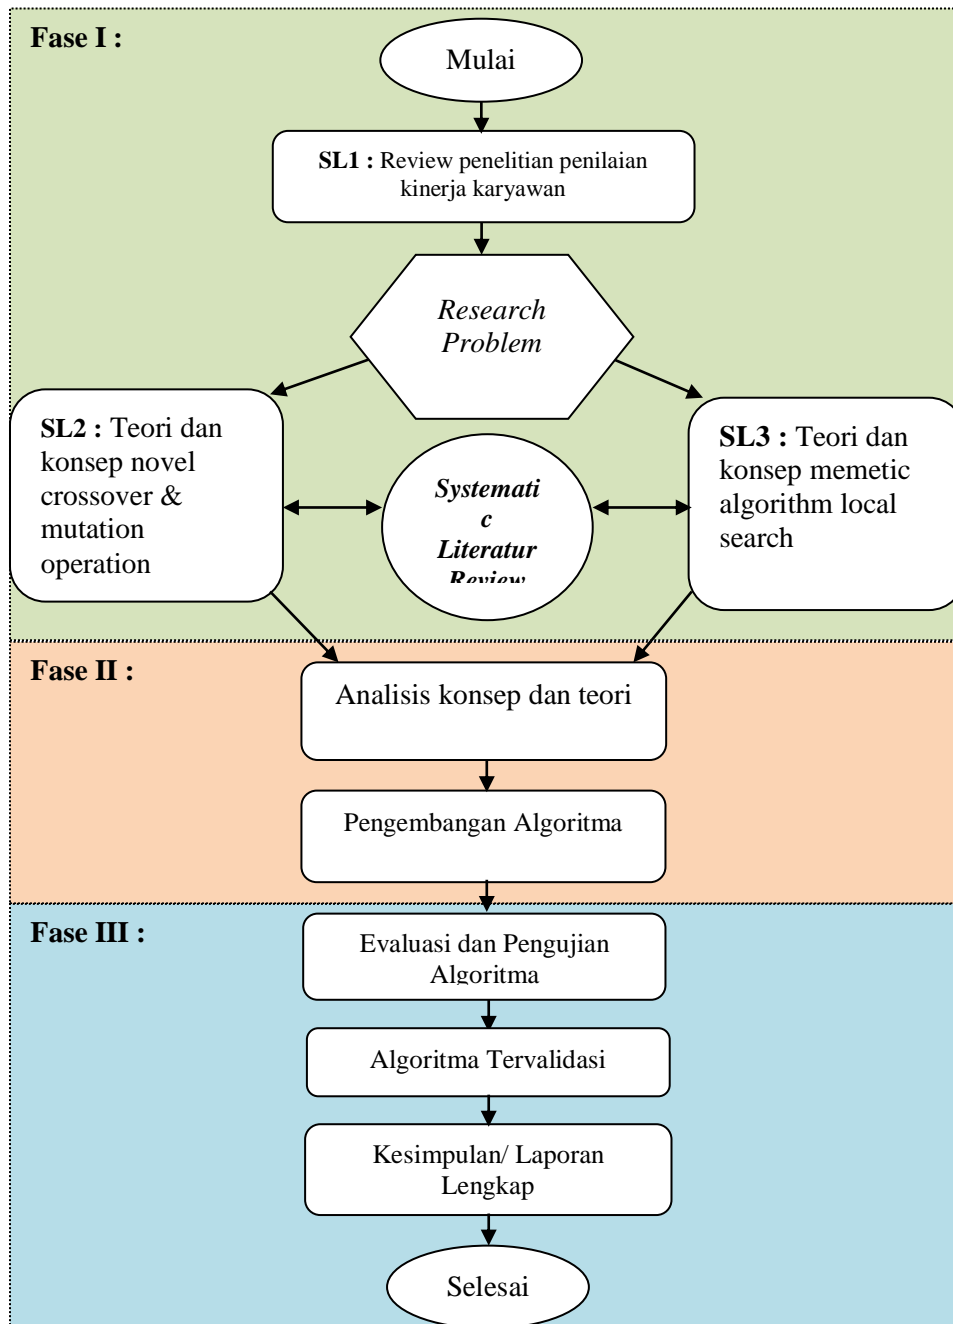 Fase I :
Mulai
SL1 : Review penelitian penilaian
kinerja karyawan
Research
Problem
SL2 : Teori dan
konsep novel
crossover &
mutation
operation
Systemati
c
Literatur
Review
SL3 : Teori dan
konsep memetic
algorithm local
search
Fase II :
Analisis konsep dan teori
Pengembangan Algoritma
Fase III :
Evaluasi dan Pengujian
Algoritma
Algoritma Tervalidasi
Kesimpulan/ Laporan
Lengkap
Selesai